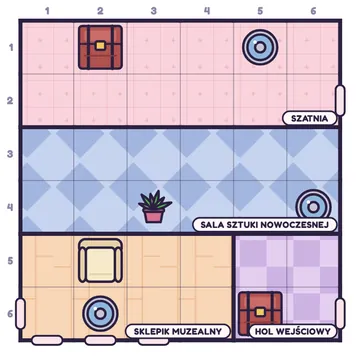 1 2 3 4 5 6
1
2
SZATNIA
3
4
SALA SZTUKI NOWOCZESNEJ
5
6
SKLEPIK MUZEALNY
HOL WEJŚCIOWY